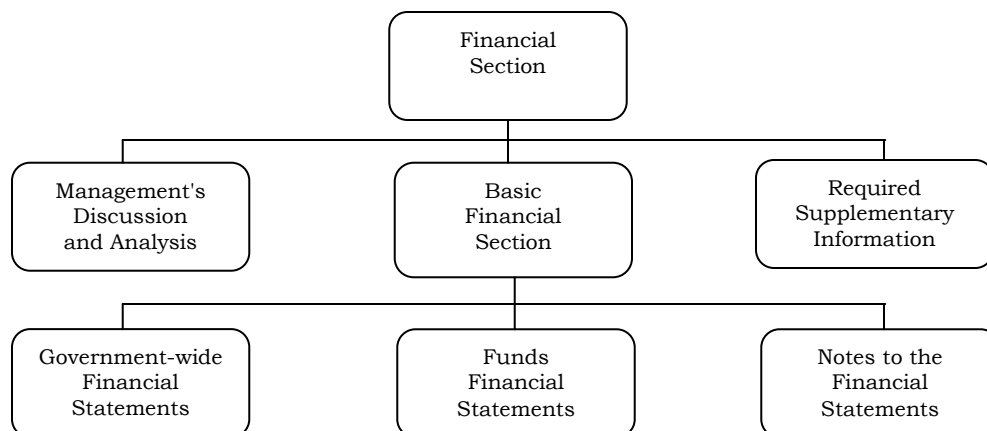 Financial
Section
Management's
Discussion
and Analysis
Basic
Financial
Section
Required
Supplementary
Information
Government-wide
Financial
Statements
Funds
Financial
Statements
Notes to the
Financial
Statements